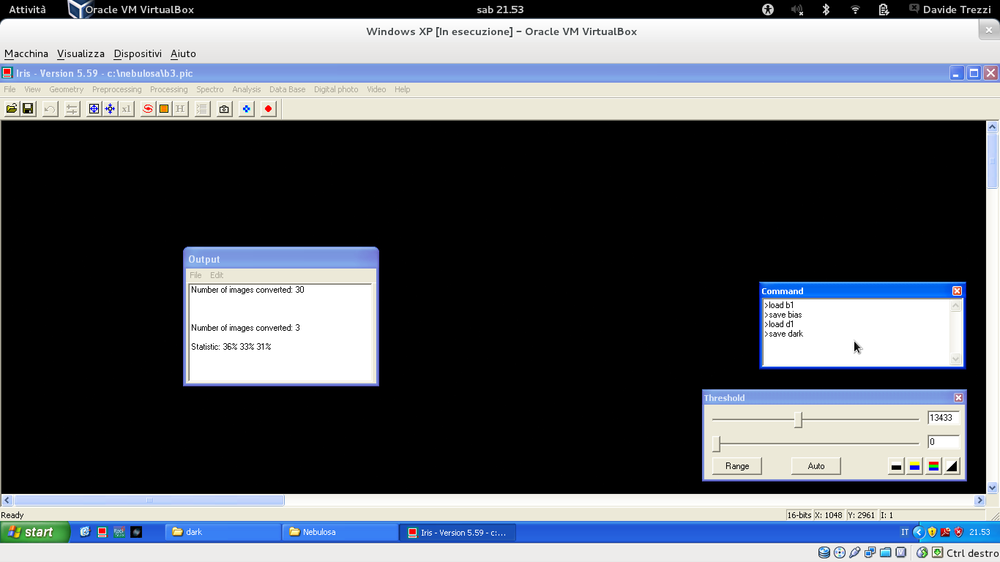 Attività Oracle VM VirtualBox sab 21.53 Davide Trezzi
Windows XP [In esecuzione] - Oracle VM VirtualBox
Macchina Visualizza Dispositivi Aiuto
Iris - Version 5.59 - c:\nebulosa\b3.pic
File View Geometry Preprocessing Processing Spectro Analysis Data Base Digital photo Video Help
x1 H
Output
File Edit
Number of images converted: 30
Number of images converted: 3
Statistic: 36% 33% 31%
Command
>load b1
>save bias
>load d1
>save dark
Threshold
13433
0
Range Auto
Ready 16-bits X: 1048 Y: 2961 I: 1
start dark Nebulosa Iris - Version 5.59 - c:... IT 21.53
Ctrl destro